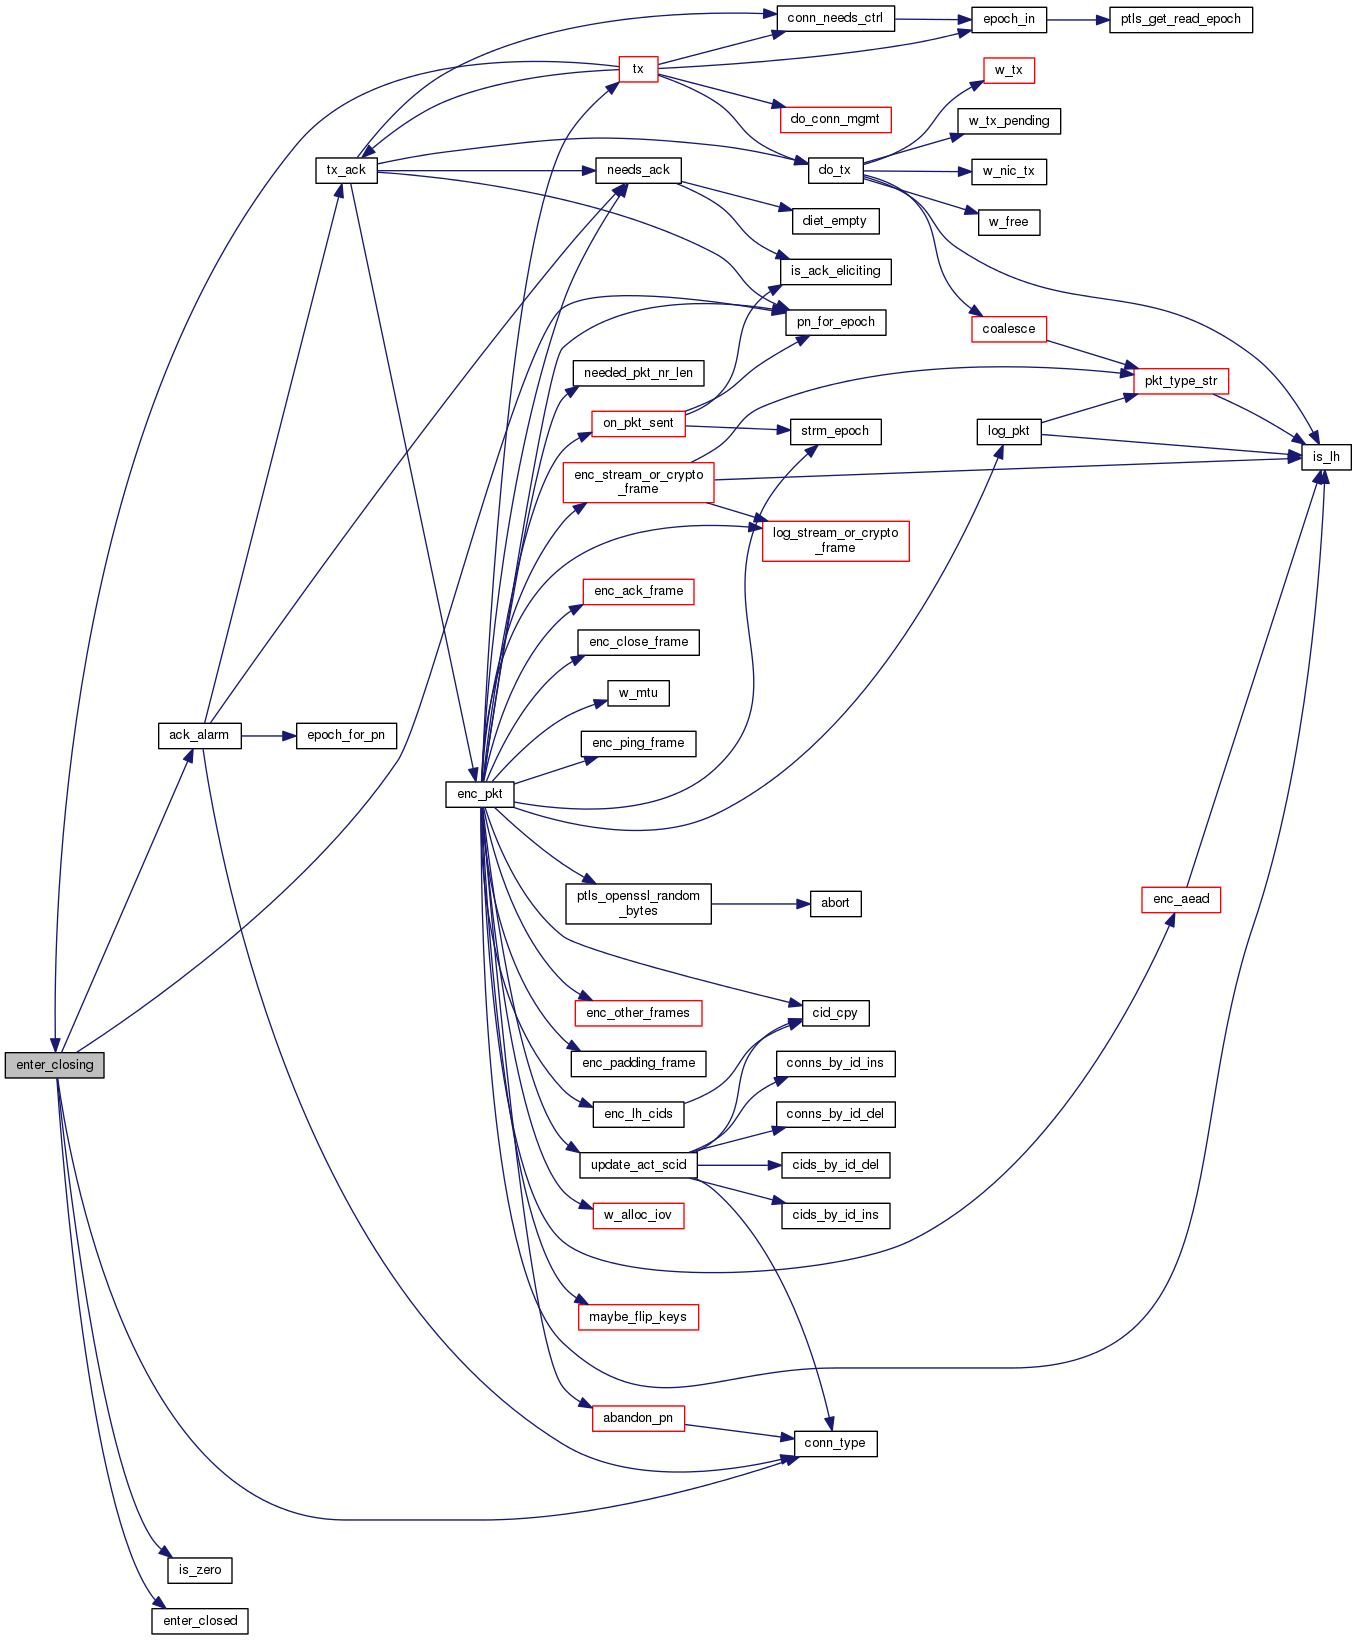 conn_needs_ctrl
epoch_in
ptls_get_read_epoch
tx
w_tx
do_conn_mgmt
w_tx_pending
tx_ack
needs_ack
do_tx
w_nic_tx
diet_empty
w_free
is_ack_eliciting
pn_for_epoch
coalesce
needed_pkt_nr_len
pkt_type_str
on_pkt_sent
strm_epoch
log_pkt
is_lh
enc_stream_or_crypto
_frame
log_stream_or_crypto
_frame
enc_ack_frame
enc_close_frame
w_mtu
ack_alarm
epoch_for_pn
enc_ping_frame
enc_pkt
ptls_openssl_random
_bytes
abort
enc_aead
enc_other_frames
cid_cpy
enter_closing
enc_padding_frame
conns_by_id_ins
enc_lh_cids
conns_by_id_del
update_act_scid
cids_by_id_del
w_alloc_iov
cids_by_id_ins
maybe_flip_keys
abandon_pn
conn_type
is_zero
enter_closed